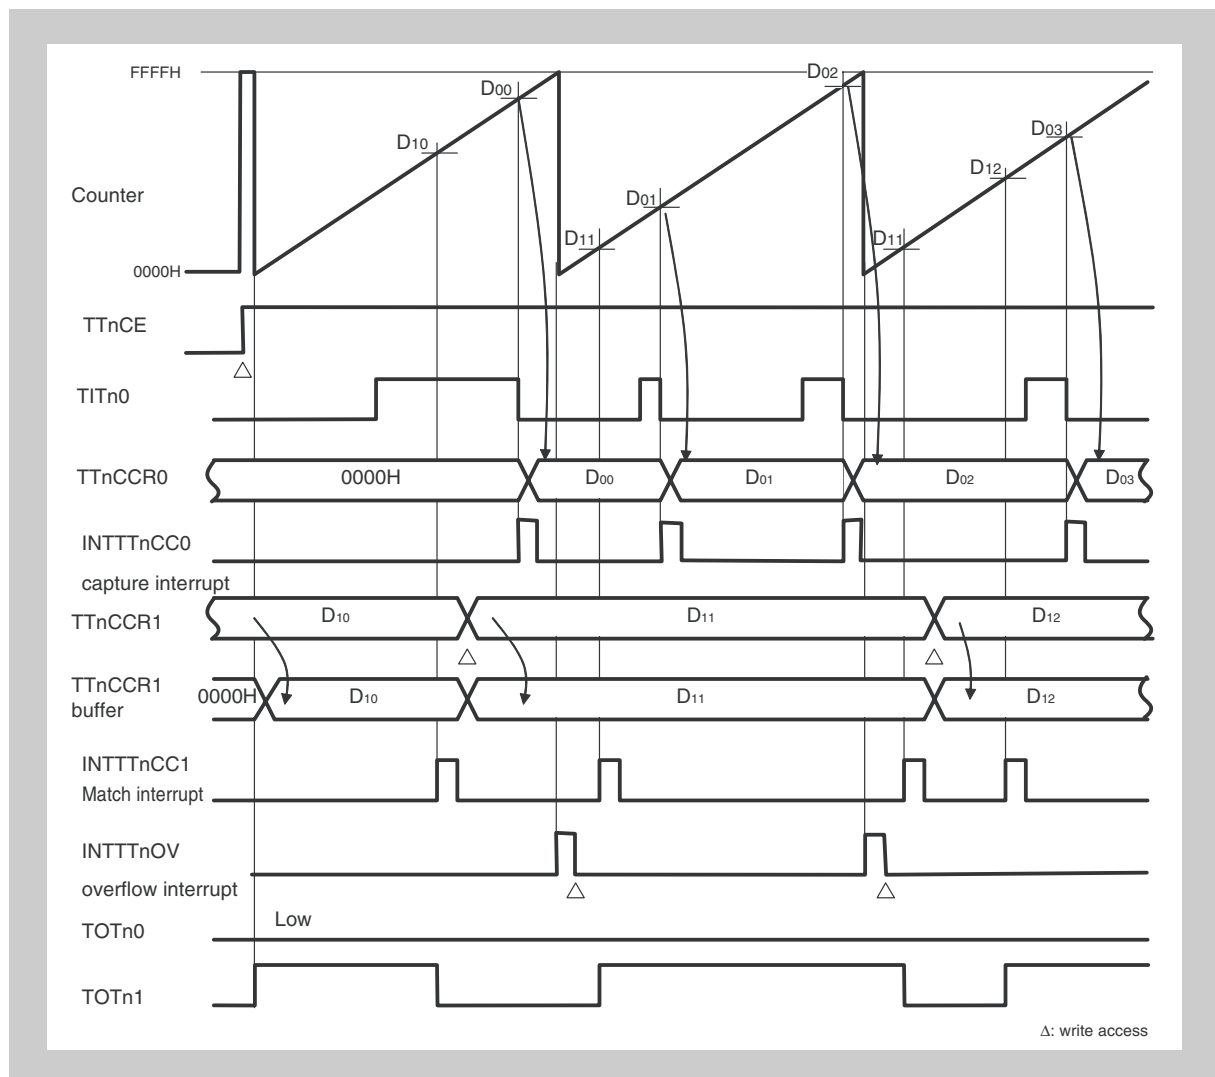 FFFFH
D02
D00
D03
D10
D12
Counter
D01
D11
D11
0000H
TTnCE
TITn0
TTnCCR0
0000H
D00
D01
D02
D03
INTTTnCC0
capture interrupt
TTnCCR1
D10
D11
D12
TTnCCR1
buffer
0000H
D10
D11
D12
INTTTnCC1
Match interrupt
INTTTnOV
overflow interrupt
Low
TOTn0
TOTn1
Δ: write access